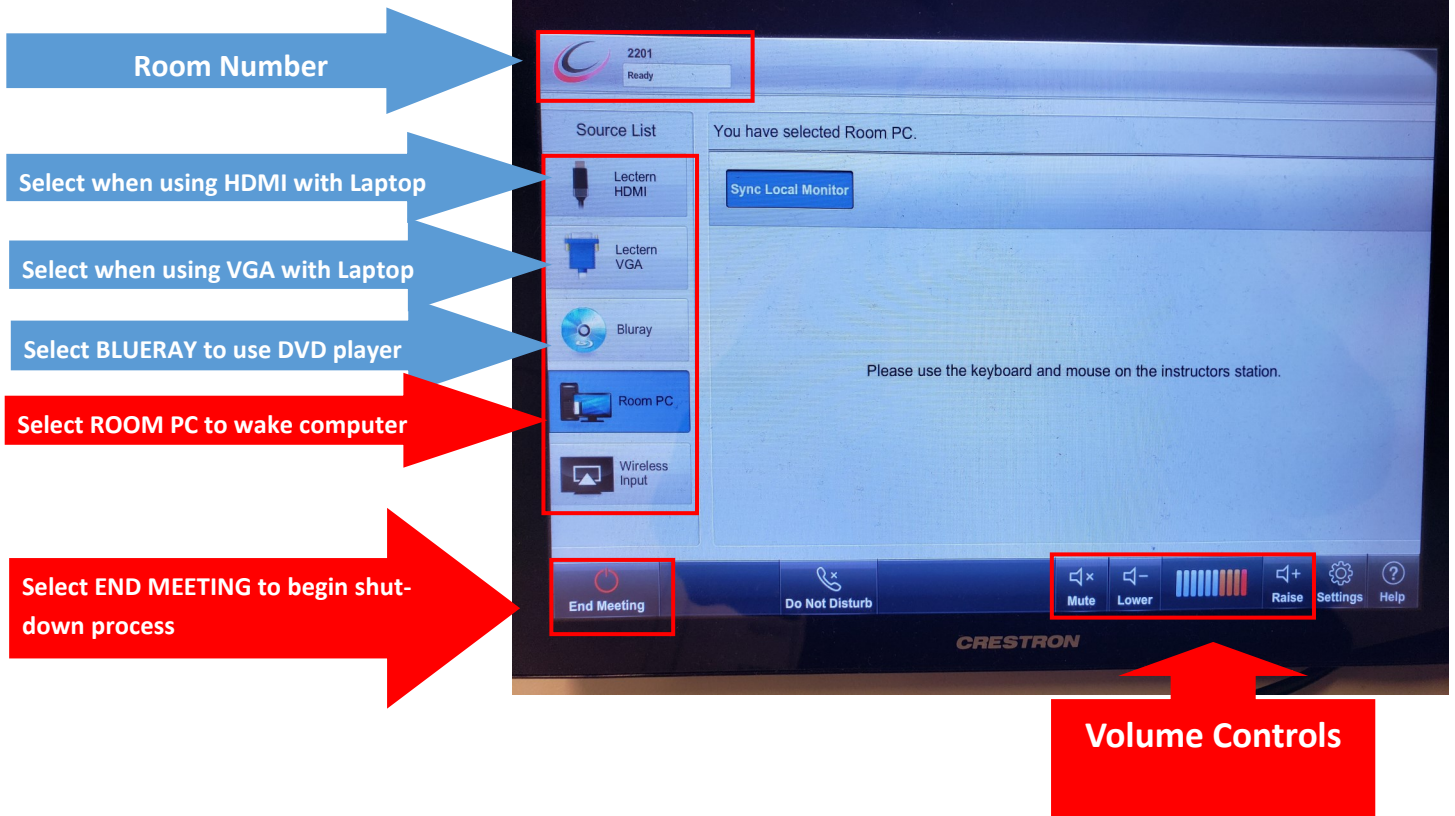 Room Number
2201
Ready
Source List
You have selected Room PC.
Select when using HDMI with Laptop
Lectern
HDMI
Sync Local Monitor
Select when using VGA with Laptop
Lectern
VGA
Select BLUERAY to use DVD player
Bluray
Please use the keyboard and mouse on the instructors station.
Select ROOM PC to wake computer
Room PC
Wireless
Input
Select END MEETING to begin shut-
down process
End Meeting
Do Not Disturb
Mute
Lower
Raise
Settings
Help
CRESTRON
Volume Controls